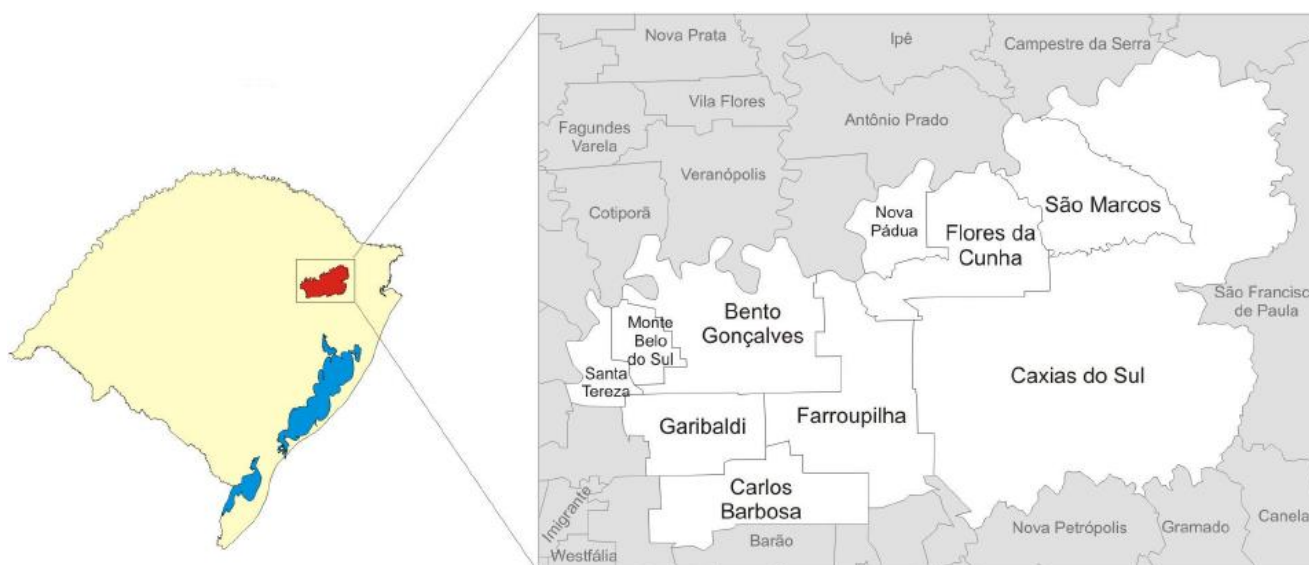 Nova Prata
Ipê
Campestre da Serra
Vila Flores
Fagundes
Varela
Antônio Prado
Veranópolis
Cotiporã
Nova
Pádua
São Marcos
Flores da
Cunha
São Francisc
de Paula
Bento
Gonçalves
Monte
Belo
do Sul
Santa
Tereza
Caxias do Sul
Garibaldi
Farroupilha
Carlos
Barbosa
Imigrante
Westfália
Barão
Nova Petrópolis
Gramado
Canela